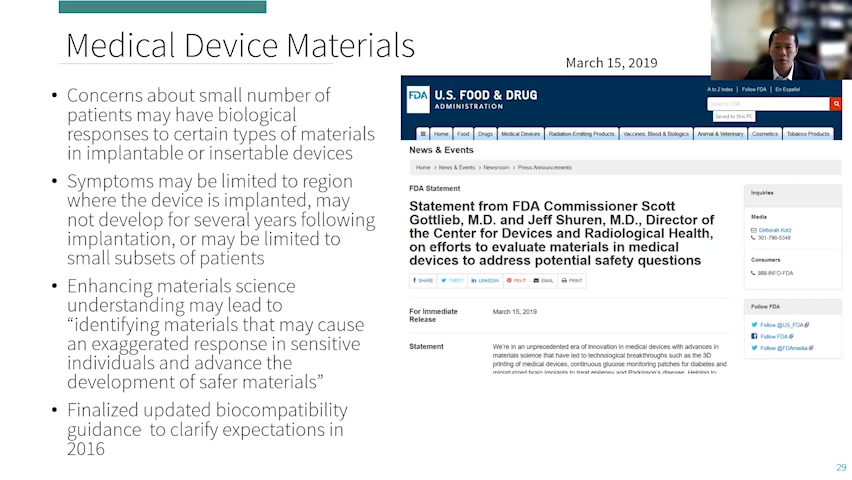 Medical Device Materials
• Concerns about small number of
patients may have biological
responses to certain types of materials
in implantable or insertable devices
• Symptoms may be limited to region
where the device is implanted, may
not develop for several years following
implantation, or may be limited to
small subsets of patients
• Enhancing materials science
understanding may lead to
“identifying materials that may cause
an exaggerated response in sensitive
individuals and advance the
development of safer materials”
• Finalized updated biocompatibility
guidance to clarify expectations in
2016
March 15, 2019
FDA U.S. FOOD & DRUG
ADMINISTRATION
A to Z Index | Follow FDA | En Español
Search FDA
Saved to this PC
Home Food Drugs Medical Devices Radiation-Emitting Products Vaccines, Blood & Biologics Animal & Veterinary Cosmetics Tobacco Products
News & Events
Home > News & Events > Newsroom > Press Announcements
FDA Statement
Statement from FDA Commissioner Scott
Gottlieb, M.D. and Jeff Shuren, M.D., Director of
the Center for Devices and Radiological Health,
on efforts to evaluate materials in medical
devices to address potential safety questions
SHARE TWEET LINKEDIN PIN IT EMAIL PRINT
For Immediate
Release
March 15, 2019
Statement
We're in an unprecedented era of innovation in medical devices with advances in
materials science that have led to technological breakthroughs such as the 3D
printing of medical devices, continuous glucose monitoring patches for diabetes and
miniaturized brain implants to treat epilepsy and Parkinson's disease. Helping to
Inquiries
Media
Deborah Kotz
301-796-5349
Consumers
888-INFO-FDA
Follow FDA
Follow @US_FDA
Follow FDA
Follow @FDAmedia
29